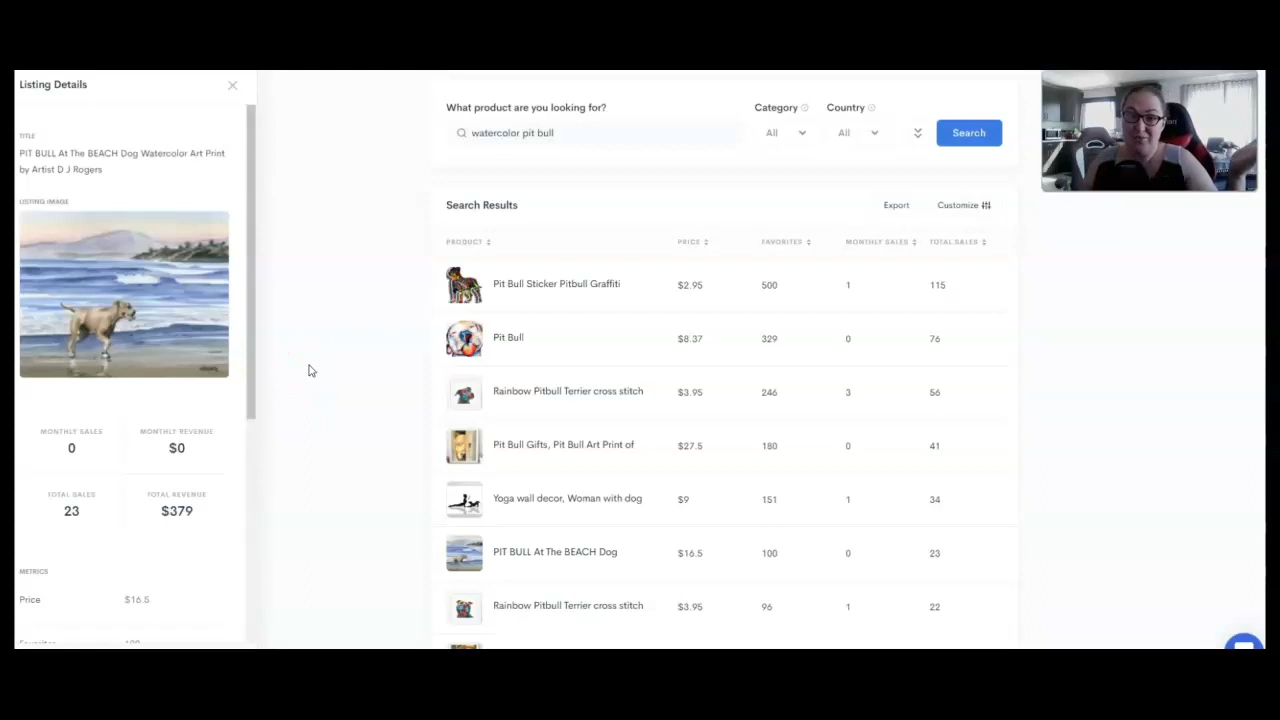 Listing Details
TITLE
PIT BULL At The BEACH Dog Watercolor Art Print
by Artist D J Rogers
LISTING IMAGE
MONTHLY SALES
MONTHLY REVENUE
0
$0
TOTAL SALES
TOTAL REVENUE
23
$379
METRICS
Price
$16.5
What product are you looking for?
Category
Country
watercolor pit bull
All
All
Search
Search Results
Export
Customize
PRODUCT
PRICE
FAVORITES
MONTHLY SALES
TOTAL SALES
Pit Bull Sticker Pitbull Graffiti
$2.95
500
1
115
Pit Bull
$8.37
329
0
76
Rainbow Pitbull Terrier cross stitch
$3.95
246
3
56
Pit Bull Gifts, Pit Bull Art Print of
$27.5
180
0
41
Yoga wall decor, Woman with dog
$9
151
1
34
PIT BULL At The BEACH Dog
$16.5
100
0
23
Rainbow Pitbull Terrier cross stitch
$3.95
96
1
22